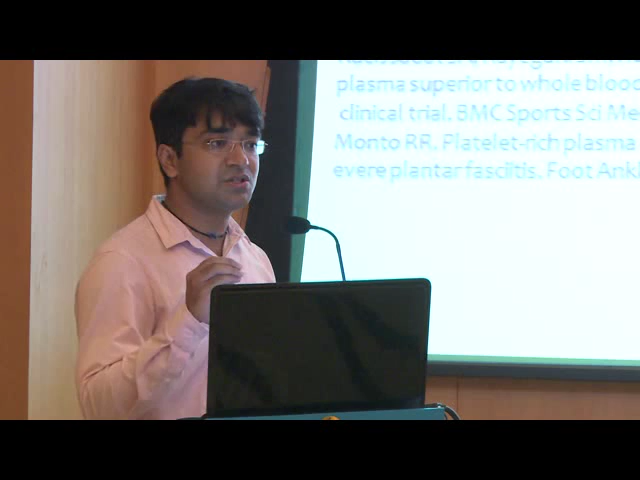 plasma superior to whole blood
clinical trial. BMC Sports Sci Me
Monto RR. Platelet-rich plasma
evere plantar fasciitis. Foot Ank